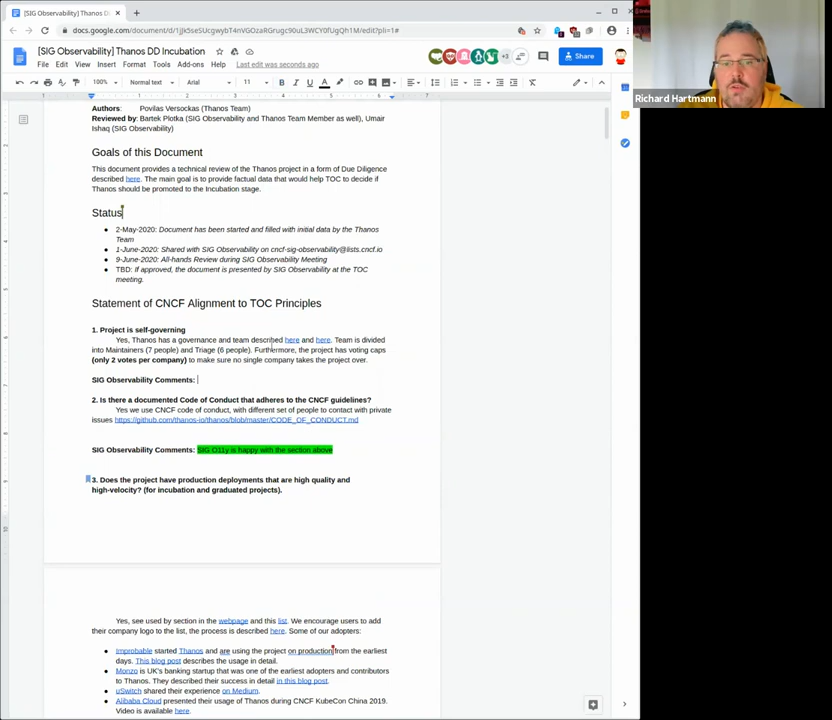 [SIG Observability] Thanos D
docs.google.com/document/d/1jJk5se5UcgwybT4nVGOzaRGrugc90uL3WCY0fUgQh1M/edit?pli=1#
[SIG Observability] Thanos DD Incubation
File Edit View Insert Format Tools Add-ons Help Last edit was seconds ago
+3
Share
100% Normal text Arial 11
Richard Hartmann
Authors: Povilas Versockas (Thanos Team)
Reviewed by: Bartek Plotka (SIG Observability and Thanos Team Member as well), Umair
Ishaq (SIG Observability)
Goals of this Document
This document provides a technical review of the Thanos project in a form of Due Diligence
described here. The main goal is to provide factual data that would help TOC to decide if
Thanos should be promoted to the Incubation stage.
Status
2-May-2020: Document has been started and filled with initial data by the Thanos
Team
1-June-2020: Shared with SIG Observability on cncf-sig-observability@lists.cncf.io
9-June-2020: All-hands Review during SIG Observability Meeting
TBD: If approved, the document is presented by SIG Observability at the TOC
meeting.
Statement of CNCF Alignment to TOC Principles
1. Project is self-governing
Yes, Thanos has a governance and team described here and here. Team is divided
into Maintainers (7 people) and Triage (6 people). Furthermore, the project has voting caps
(only 2 votes per company) to make sure no single company takes the project over.
SIG Observability Comments:
2. Is there a documented Code of Conduct that adheres to the CNCF guidelines?
Yes we use CNCF code of conduct, with different set of people to contact with private
issues https://github.com/thanos-io/thanos/blob/master/CODE_OF_CONDUCT.md
SIG Observability Comments: SIG O11y is happy with the section above
3. Does the project have production deployments that are high quality and
high-velocity? (for incubation and graduated projects).
Yes, see used by section in the webpage and this list. We encourage users to add
their company logo to the list, the process is described here. Some of our adopters:
Improbable started Thanos and are using the project on production from the earliest
days. This blog post describes the usage in detail.
Monzo is UK's banking startup that was one of the earliest adopters and contributors
to Thanos. They described their success in detail in this blog post.
uSwitch shared their experience on Medium.
Alibaba Cloud presented their usage of Thanos during CNCF KubeCon China 2019.
Video is available here.